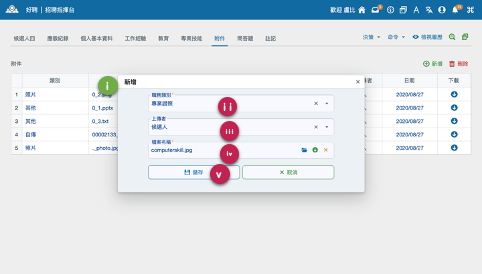 好聘 | 招聘指揮台
歡迎 盧比
候選人四 應徵紀錄 個人基本資料 工作經驗 教育 專業技能 附件 問答題 註記
決策 命令 檢視履歷
附件
新增 刪除
類別 日期 下載
1 照片 2020/08/27
2 其他 0_1.pptx 2020/08/27
3 其他 0_3.txt 2020/08/27
4 自傳 00002133_ 2020/08/27
5 照片 _photo.jpg 2020/08/27
i
新增
檔案類別
專業證照
ii
上傳者
候選人
iii
檔案名稱
computerskill.jpg
iv
儲存
v
取消